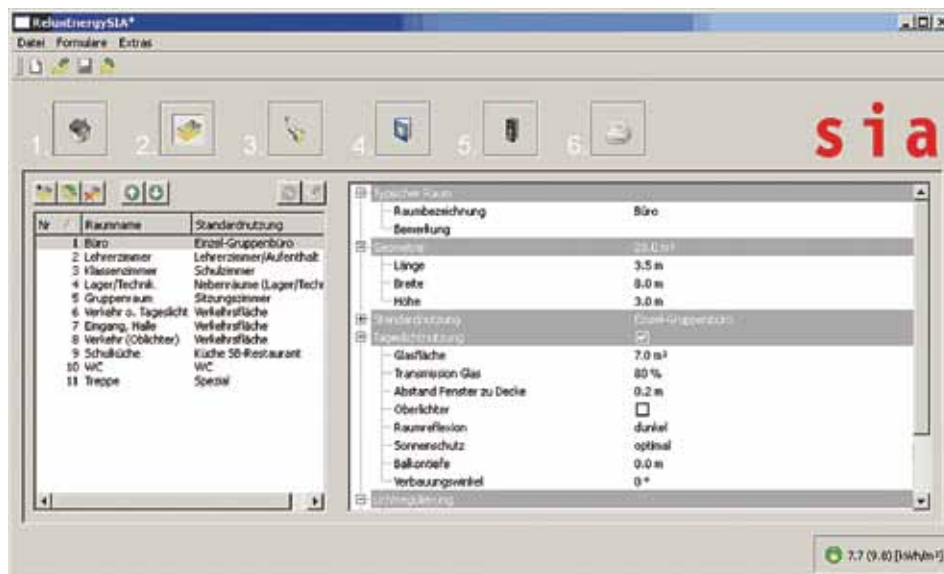 ReluxEnergySIA*
Datei Formulare Extras
1. 2. 3. 4. 5. 6.
sia
Nr / Raumname Standardnutzung
1 Büro Einzel-Gruppenbüro
2 Lehrerzimmer Lehrerzimmer/Aufenthalt
3 Klassenzimmer Schulzimmer
4 Lager/Technik. Nebenräume (Lager/Techr
5 Gruppenraum Sitzungszimmer
6 Verkehr o. Tageslicht Verkehrsfläche
7 Eingang, Halle Verkehrsfläche
8 Verkehr (Oblichter) Verkehrsfläche
9 Schulküche Küche SB-Restaurant
10 WC WC
11 Treppe Spezial
Typischer Raum
Raumbezeichnung Büro
Bemerkung
Geometrie 28.0 m²
Länge 3.5 m
Breite 8.0 m
Höhe 3.0 m
Standardnutzung Einzel-Gruppenbüro
Tageslichtnutzung
Glasfläche 7.0 m²
Transmission Glas 80 %
Abstand Fenster zu Decke 0.2 m
Oberlichter
Raumreflexion dunkel
Sonnenschutz optimal
Balkontiefe 0.0 m
Verbauungswinkel 0 °
Lichtregulierung
7.7 (9.8) [kWh/m²]